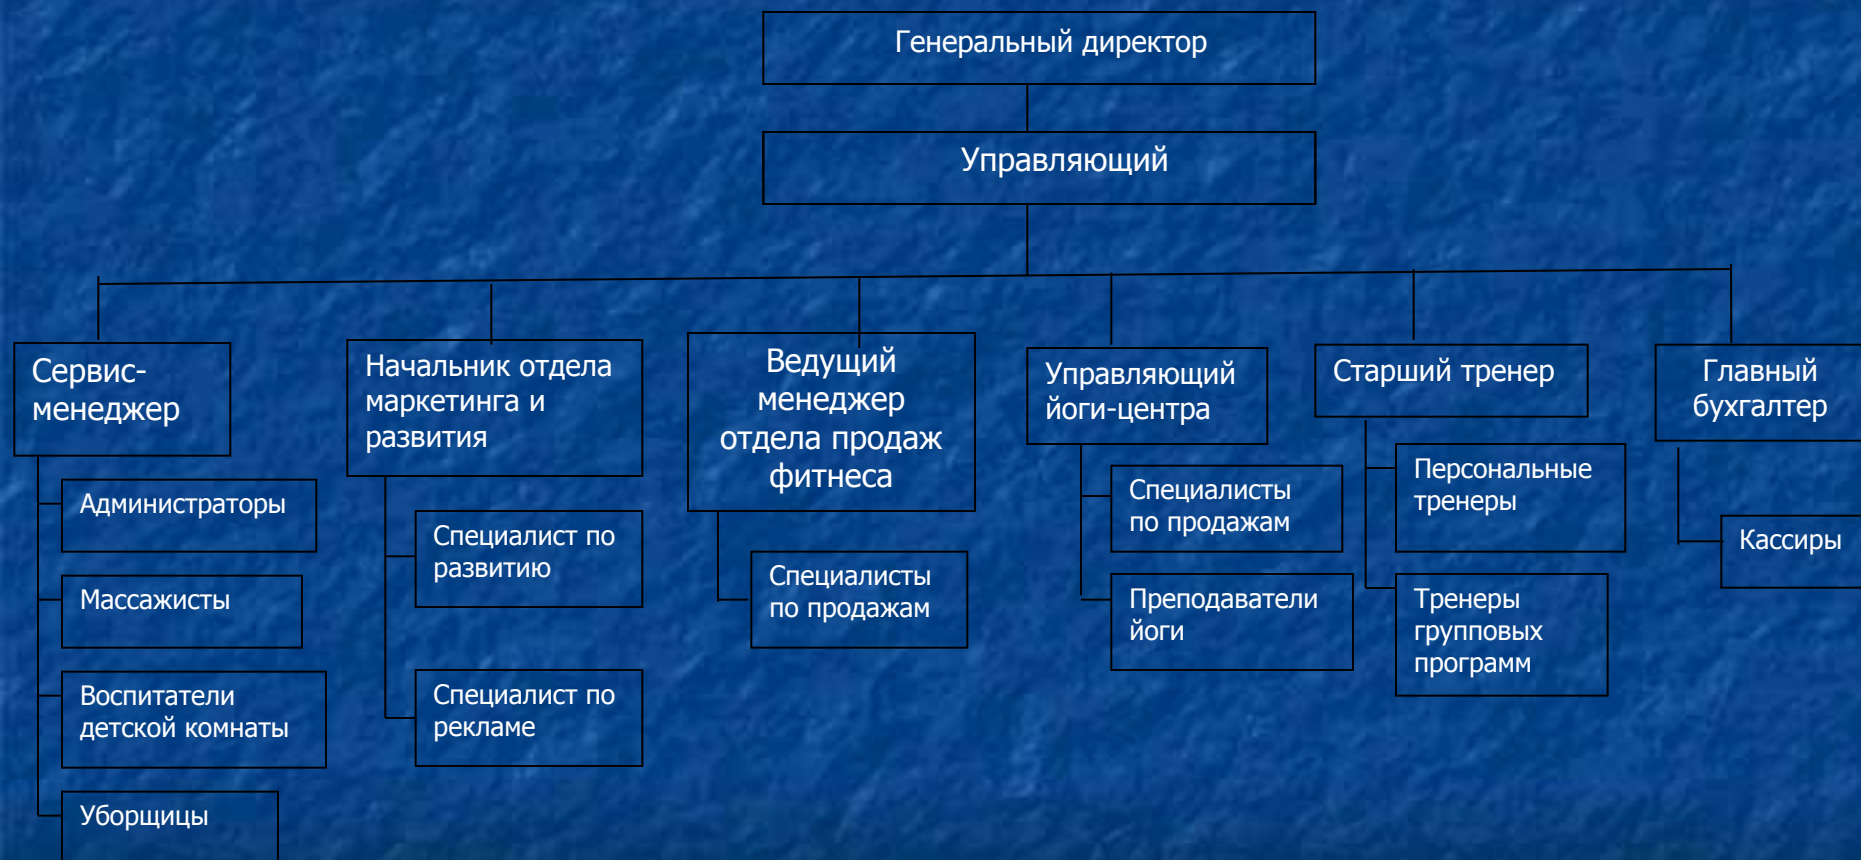 Генеральный директор
Управляющий
Сервис-
менеджер
Администраторы
Массажисты
Воспитатели
детской комнаты
Уборщицы
Начальник отдела
маркетинга и
развития
Специалист по
развитию
Специалист по
рекламе
Ведущий
менеджер
отдела продаж
фитнеса
Специалисты
по продажам
Управляющий
йоги-центра
Специалисты
по продажам
Преподаватели
йоги
Старший тренер
Персональные
тренеры
Тренеры
групповых
программ
Главный
бухгалтер
Кассиры